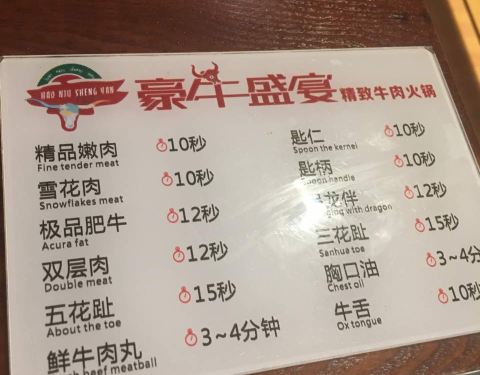 HAO NIU SHENG YAN
豪牛盛宴 精致牛肉火锅
精品嫩肉 10秒
Fine tender meat
雪花肉 10秒
Snowflakes meat
极品肥牛 12秒
Acura fat
双层肉 12秒
Double meat
五花趾 15秒
About the toe
鲜牛肉丸 3~4分钟
beef meatball
匙仁 10秒
Spoon the kernel
匙柄 10秒
Spoon handle
龙伴 12秒
with dragon
三花趾 15秒
Sanhua toe
胸口油 3~4分
Chest oil
牛舌 10秒
Ox tongue